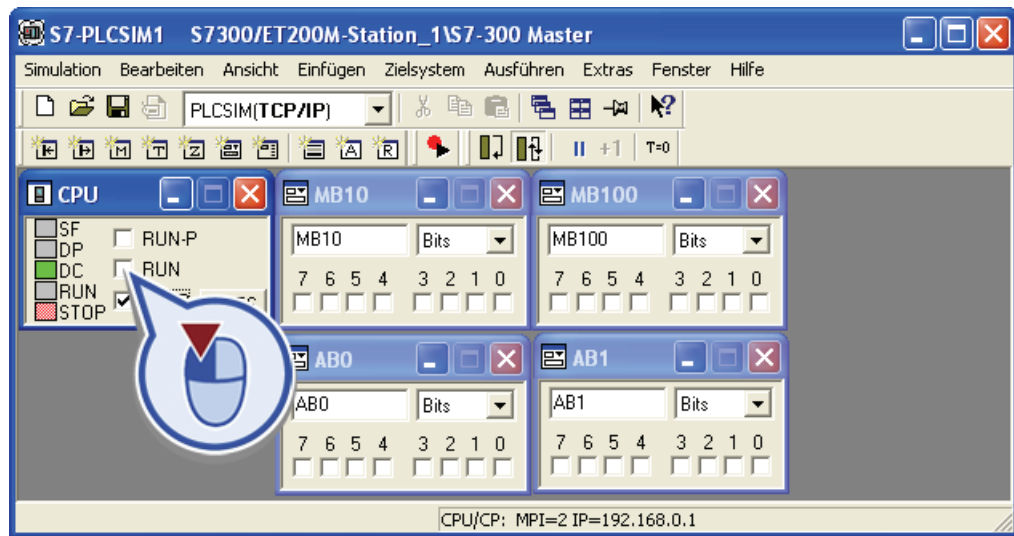 S7-PLCSIM1 S7300/ET200M-Station_1\S7-300 Master
Simulation Bearbeiten Ansicht Einfügen Zielsystem Ausführen Extras Fenster Hilfe
PLCSIM(TCP/IP)
K M T Z A R +1 T=0
CPU MB10 MB100
SF
DP
DC
RUN
STOP
RUN-P
RUN
MB10 Bits
7 6 5 4 3 2 1 0
MB100 Bits
7 6 5 4 3 2 1 0
AB0 AB1
AB0 Bits
7 6 5 4 3 2 1 0
AB1 Bits
7 6 5 4 3 2 1 0
CPU/CP: MPI=2 IP=192.168.0.1